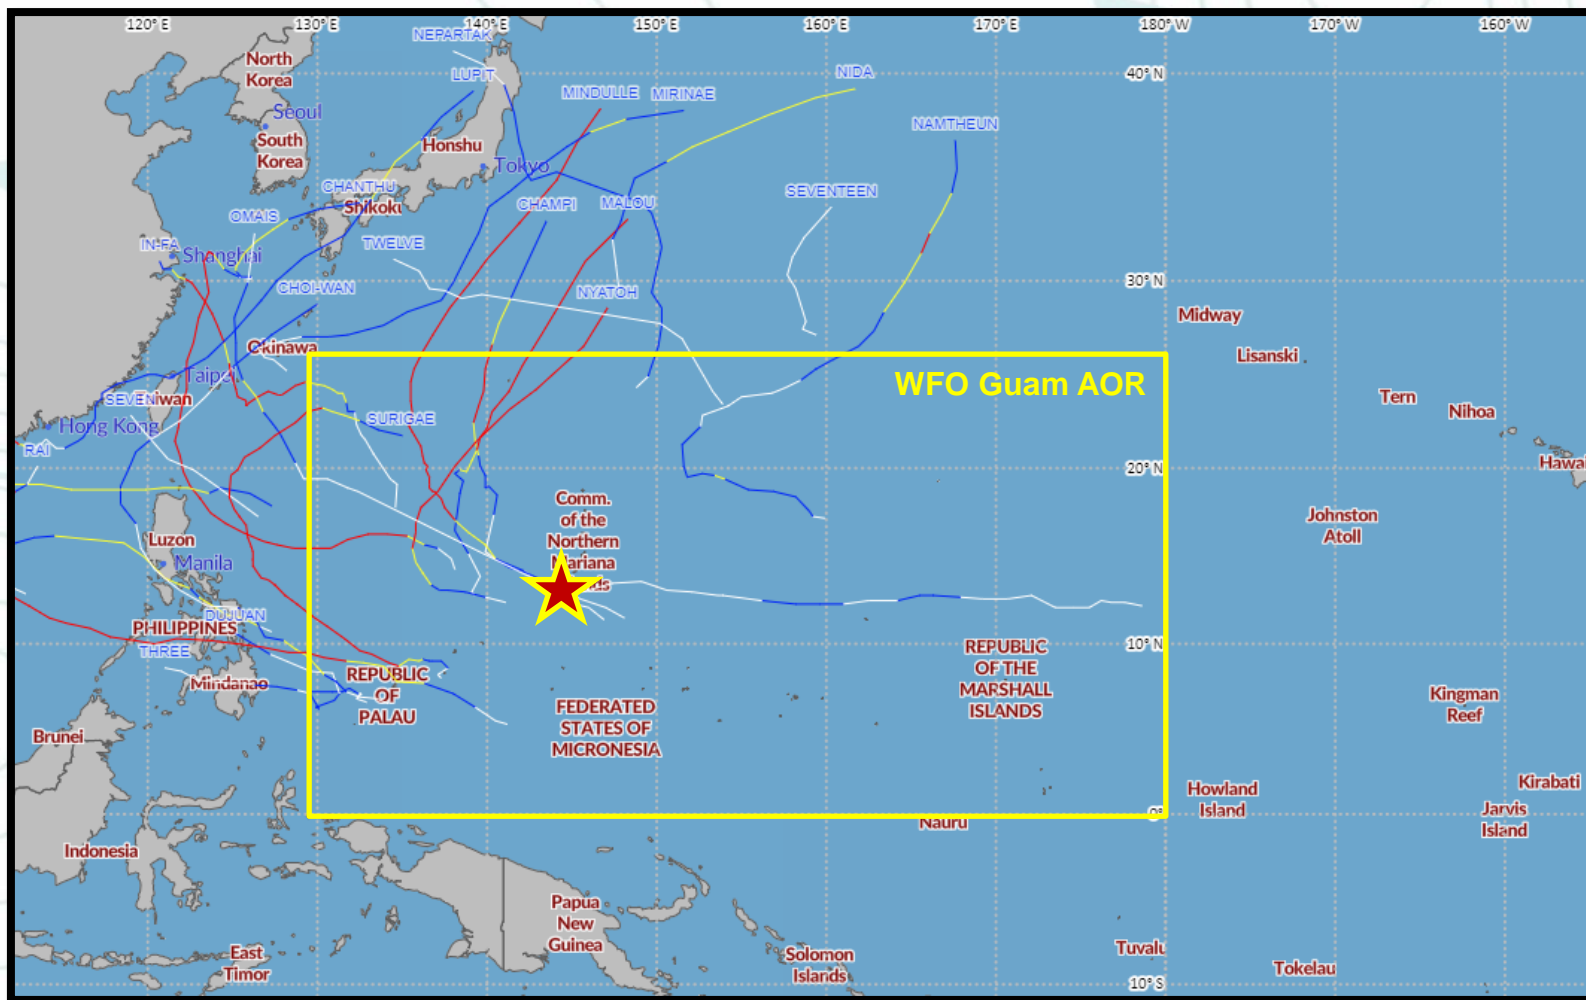 120° E
130° E
140° E
150° E
160° E
170° E
180° W
170° W
160° W
NEPARTAK
North
Korea
LUPIT
NIDA
40° N
MINDULLE
MIRINAE
Seoul
NAMTHEUN
South
Korea
Honshu
Tokyo
CHANTHU
SEVENTEEN
Shikoku
CHAMPI
MALOU
OMAIS
IN-FA
Shanghai
TWELVE
30° N
CHOI-WAN
NYATOH
Midway
Okinawa
Lisanski
Taipei
WFO Guam AOR
SEVEN
Taiwan
Tern
Nihoa
SURIGAE
Hong Kong
RAI
20° N
Hawai
Comm.
of the
Northern
Mariana
Johnston
Atoll
Luzon
Manila
DUJUAN
PHILIPPINES
10° N
THREE
REPUBLIC
OF THE
MARSHALL
ISLANDS
REPUBLIC
OF
PALAU
Mindanao
Kingman
Reef
FEDERATED
STATES OF
MICRONESIA
Brunei
Kirabati
Howland
Island
Jarvis
Island
0°
Nauru
Indonesia
Papua
New
Guinea
East
Timor
Solomon
Islands
Tuvalu
Tokelau
10° S